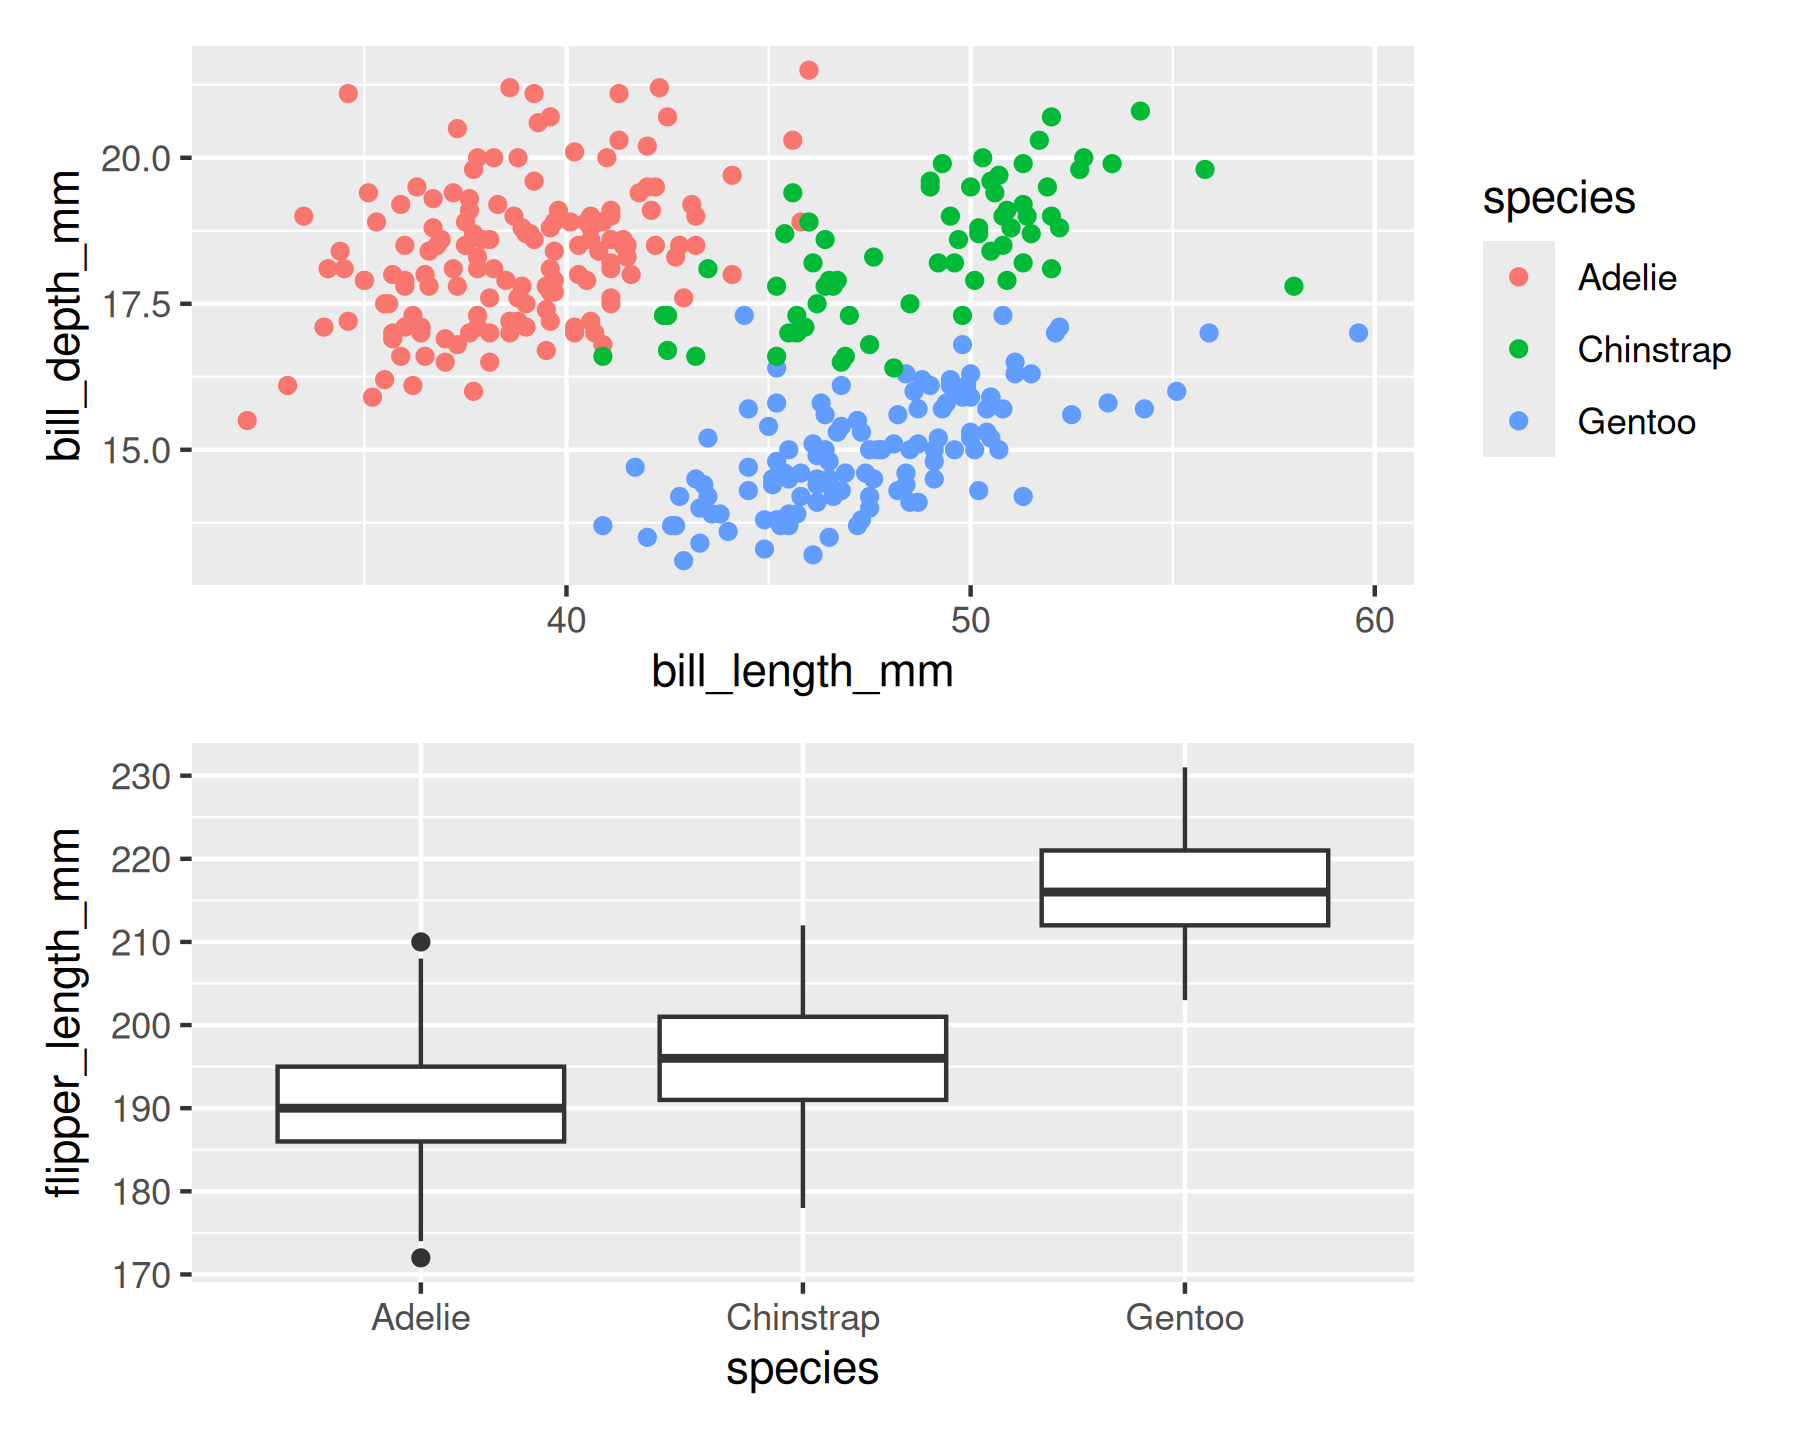 bill_depth_mm
20.0
17.5
15.0
40 50 60
bill_length_mm
species
Adelie
Chinstrap
Gentoo
flipper_length_mm
230
220
210
200
190
180
170
Adelie Chinstrap Gentoo
species